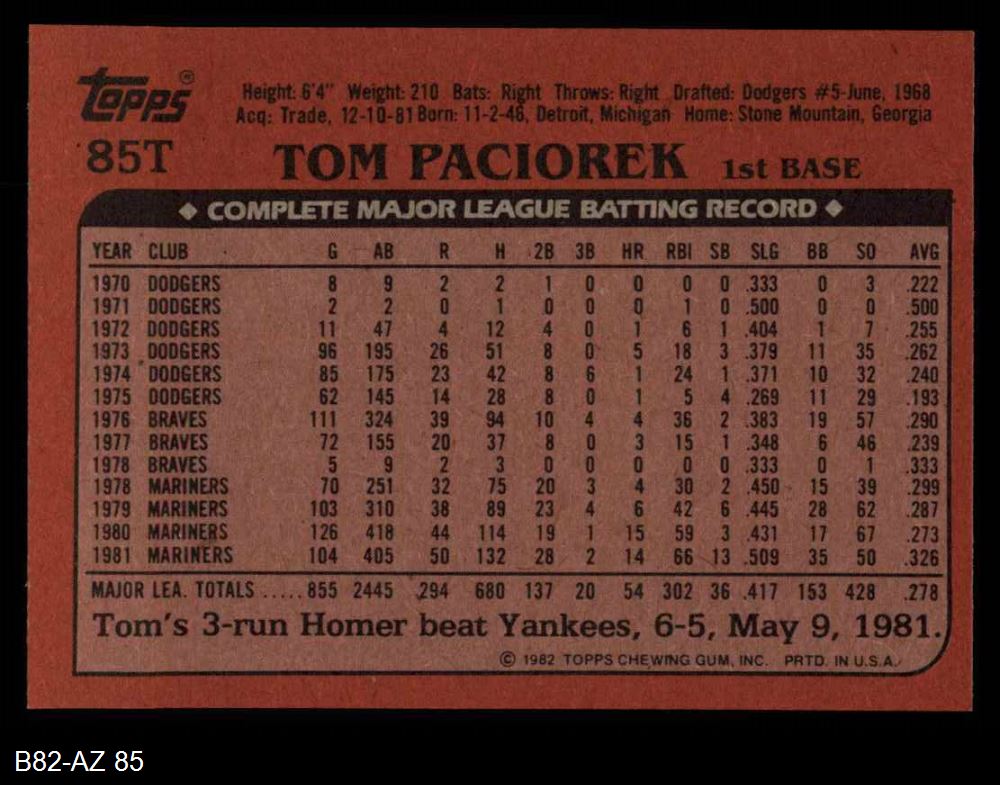 Topps®
Height: 6'4" Weight: 210 Bats: Right Throws: Right Drafted: Dodgers #5-June, 1968
Acq: Trade, 12-10-81 Born: 11-2-46, Detroit, Michigan Home: Stone Mountain, Georgia
85T TOM PACIOREK 1st BASE
◆ COMPLETE MAJOR LEAGUE BATTING RECORD ◆
YEAR CLUB G AB R H 2B 3B HR RBI SB SLG BB SO AVG
1970 DODGERS 8 9 2 2 1 0 0 0 0 .333 0 3 .222
1971 DODGERS 2 2 0 1 0 0 0 1 0 .500 0 0 .500
1972 DODGERS 11 47 4 12 4 0 1 6 1 .404 1 7 .255
1973 DODGERS 96 195 26 51 8 0 5 18 3 .379 11 35 .262
1974 DODGERS 85 175 23 42 8 6 1 24 1 .371 10 32 .240
1975 DODGERS 62 145 14 28 8 0 1 5 4 .269 11 29 .193
1976 BRAVES 111 324 39 94 10 4 4 36 2 .383 19 57 .290
1977 BRAVES 72 155 20 37 8 0 3 15 1 .348 6 46 .239
1978 BRAVES 5 9 2 3 0 0 0 0 0 .333 0 1 .333
1978 MARINERS 70 251 32 75 20 3 4 30 2 .450 15 39 .299
1979 MARINERS 103 310 38 89 23 4 6 42 6 .445 28 62 .287
1980 MARINERS 126 418 44 114 19 1 15 59 3 .431 17 67 .273
1981 MARINERS 104 405 50 132 28 2 14 66 13 .509 35 50 .326
MAJOR LEA. TOTALS .....855 2445 294 680 137 20 54 302 36 .417 153 428 .278
Tom's 3-run Homer beat Yankees, 6-5, May 9, 1981.
© 1982 TOPPS CHEWING GUM, INC. PRTD. IN U.S.A.
B82-AZ 85